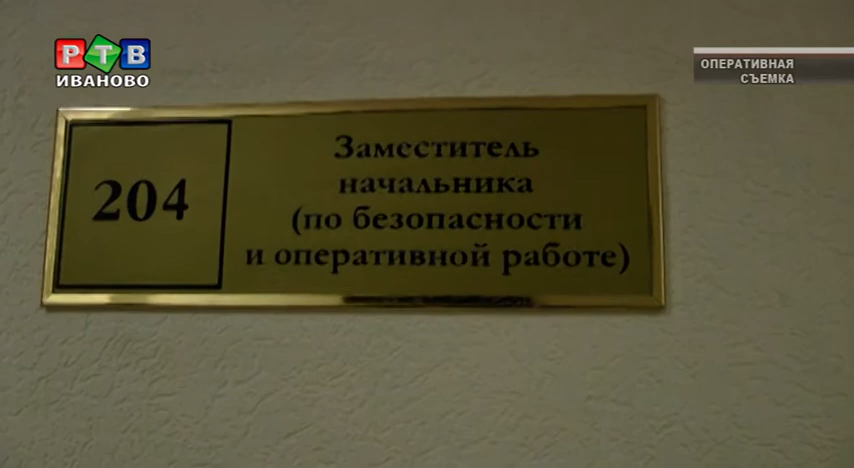 РТВ
ИВАНОВО
ОПЕРАТИВНАЯ
СЪЕМКА
204
Заместитель
начальника
(по безопасности
и оперативной работе)